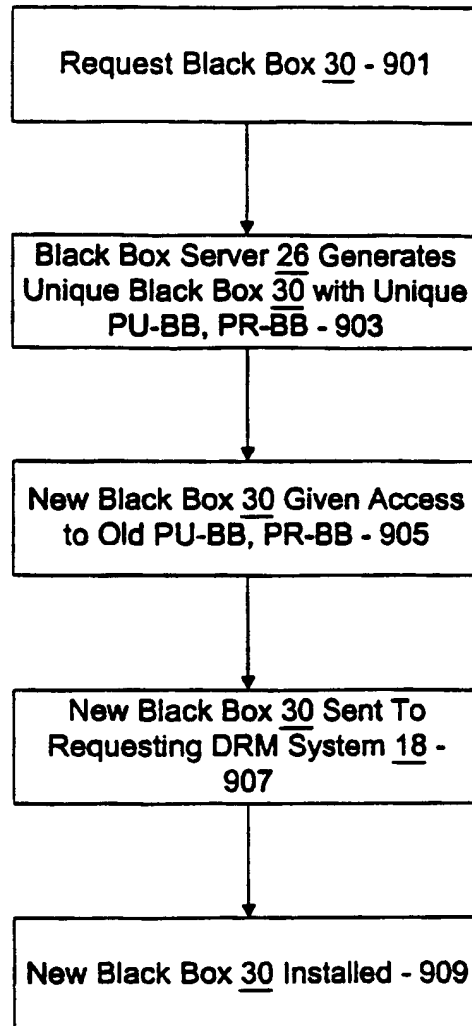 Request Black Box 30 - 901
Black Box Server 26 Generates
Unique Black Box 30 with Unique
PU-BB, PR-BB - 903
New Black Box 30 Given Access
to Old PU-BB, PR-BB - 905
New Black Box 30 Sent To
Requesting DRM System 18 -
907
New Black Box 30 Installed - 909